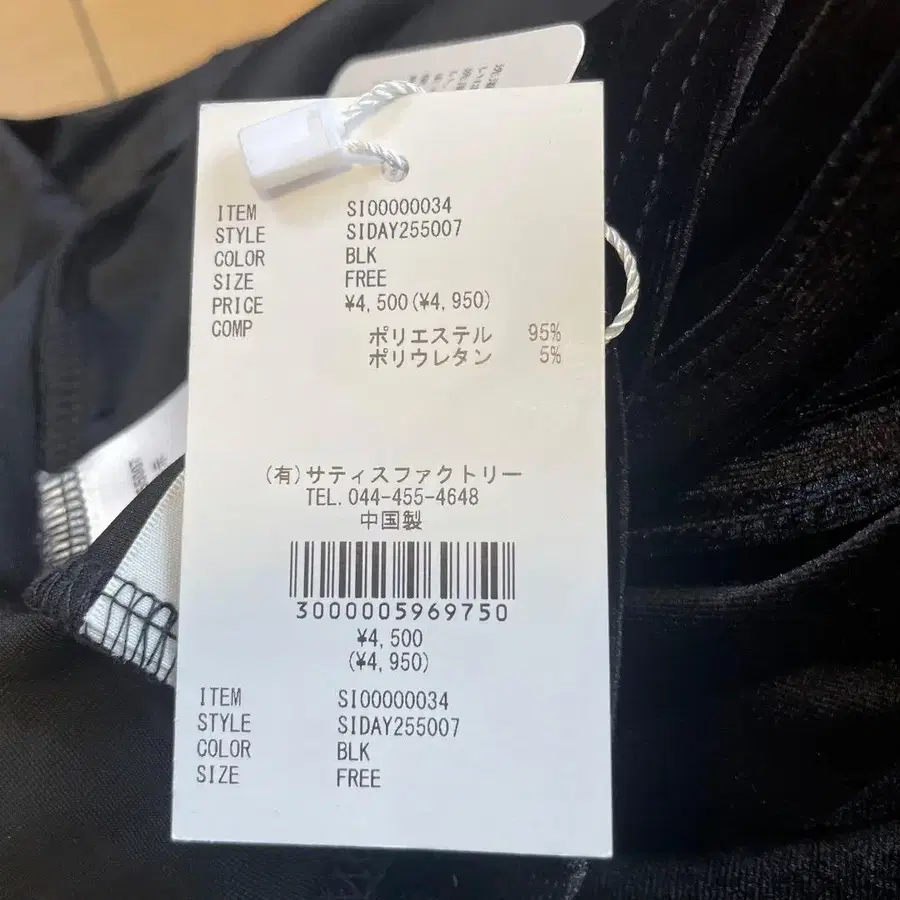 ITEM SI00000034
STYLE SIDAY255007
COLOR BLK
SIZE FREE
PRICE ¥4,500(¥4,950)
COMP
ポリエステル 95%
ポリウレタン 5%
(有)サティスファクトリー
TEL.044-455-4648
中国製
3000005969750
¥4,500
(¥4,950)
ITEM SI00000034
STYLE SIDAY255007
COLOR BLK
SIZE FREE